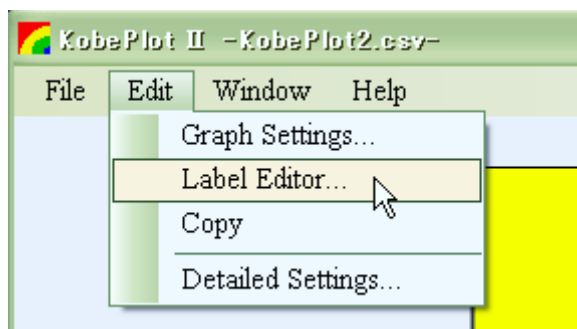 KobePlot II -KobePlot2.csv-
File Edit Window Help
Graph Settings...
Label Editor...
Copy
Detailed Settings...